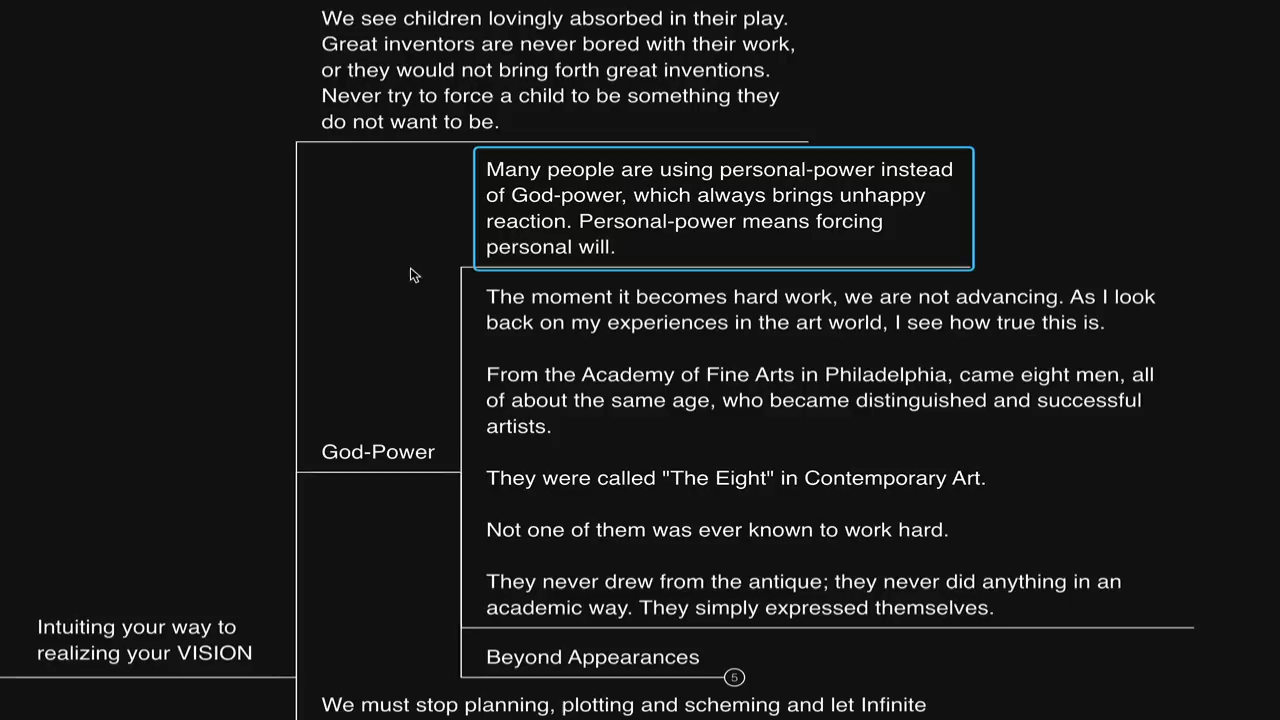 We see children lovingly absorbed in their play.
Great inventors are never bored with their work,
or they would not bring forth great inventions.
Never try to force a child to be something they
do not want to be.
Many people are using personal-power instead
of God-power, which always brings unhappy
reaction. Personal-power means forcing
personal will.
The moment it becomes hard work, we are not advancing. As I look
back on my experiences in the art world, I see how true this is.
From the Academy of Fine Arts in Philadelphia, came eight men, all
of about the same age, who became distinguished and successful
artists.
God-Power
They were called "The Eight" in Contemporary Art.
Not one of them was ever known to work hard.
They never drew from the antique; they never did anything in an
academic way. They simply expressed themselves.
Intuiting your way to
realizing your VISION
Beyond Appearances
5
We must stop planning, plotting and scheming and let Infinite